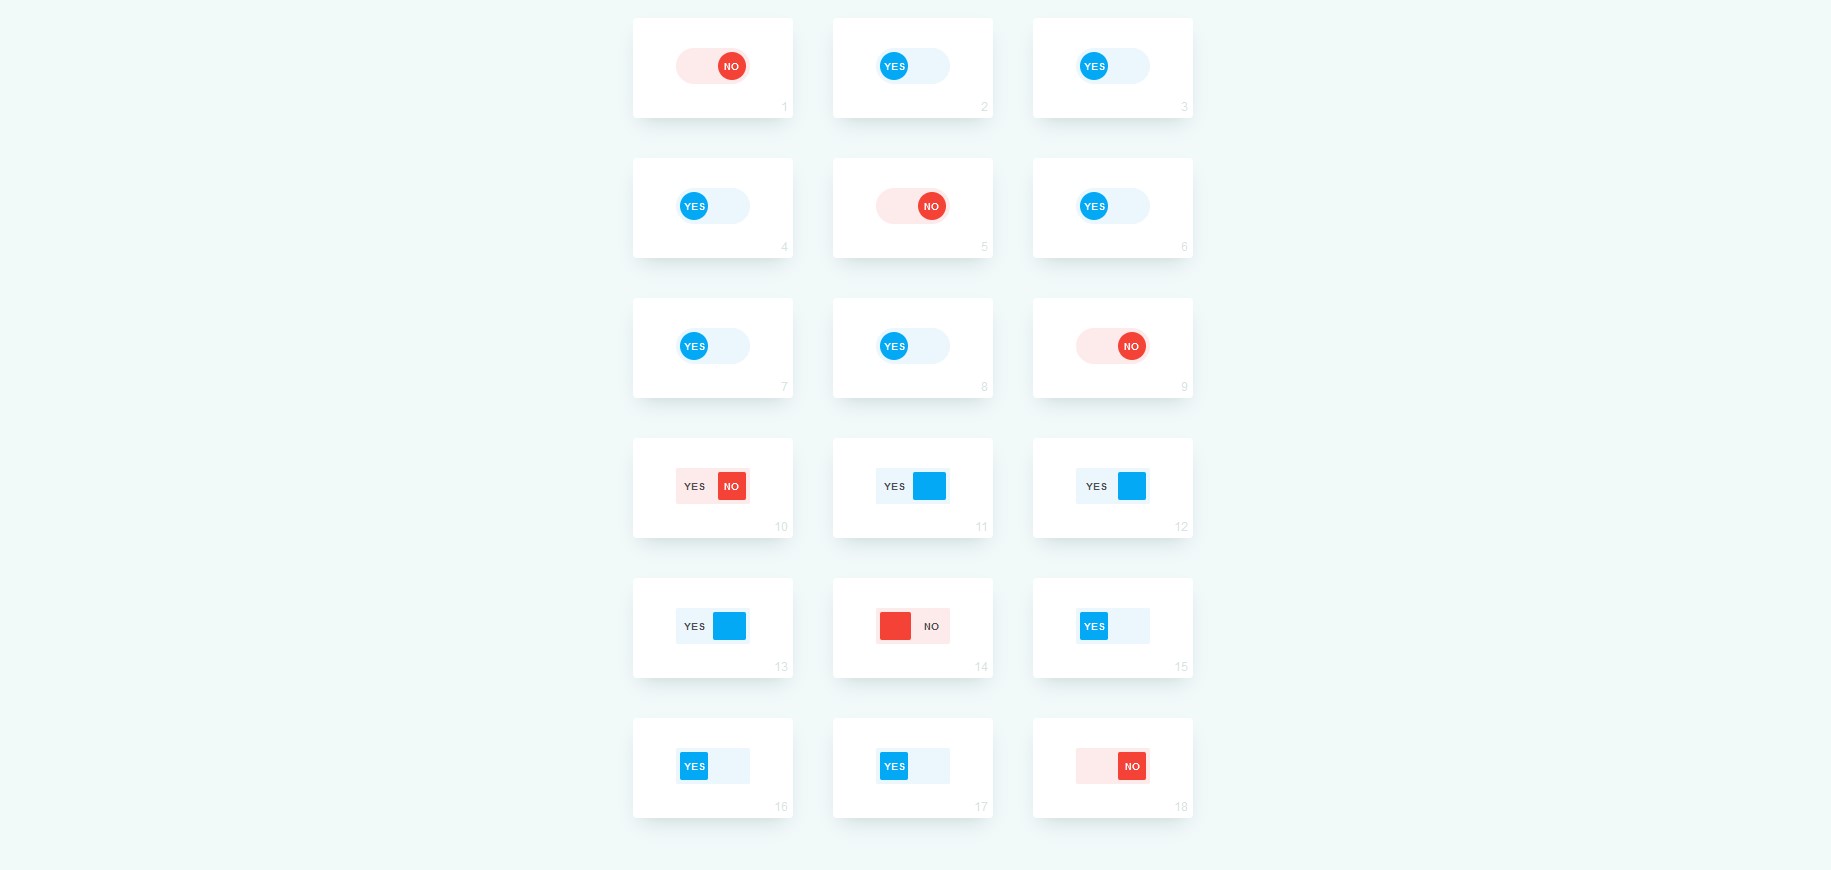 NO
1
YES
2
YES
3
YES
4
NO
5
YES
6
YES
7
YES
8
NO
9
YES NO
10
YES
11
YES
12
YES
13
NO
14
YES
15
YES
16
YES
17
NO
18